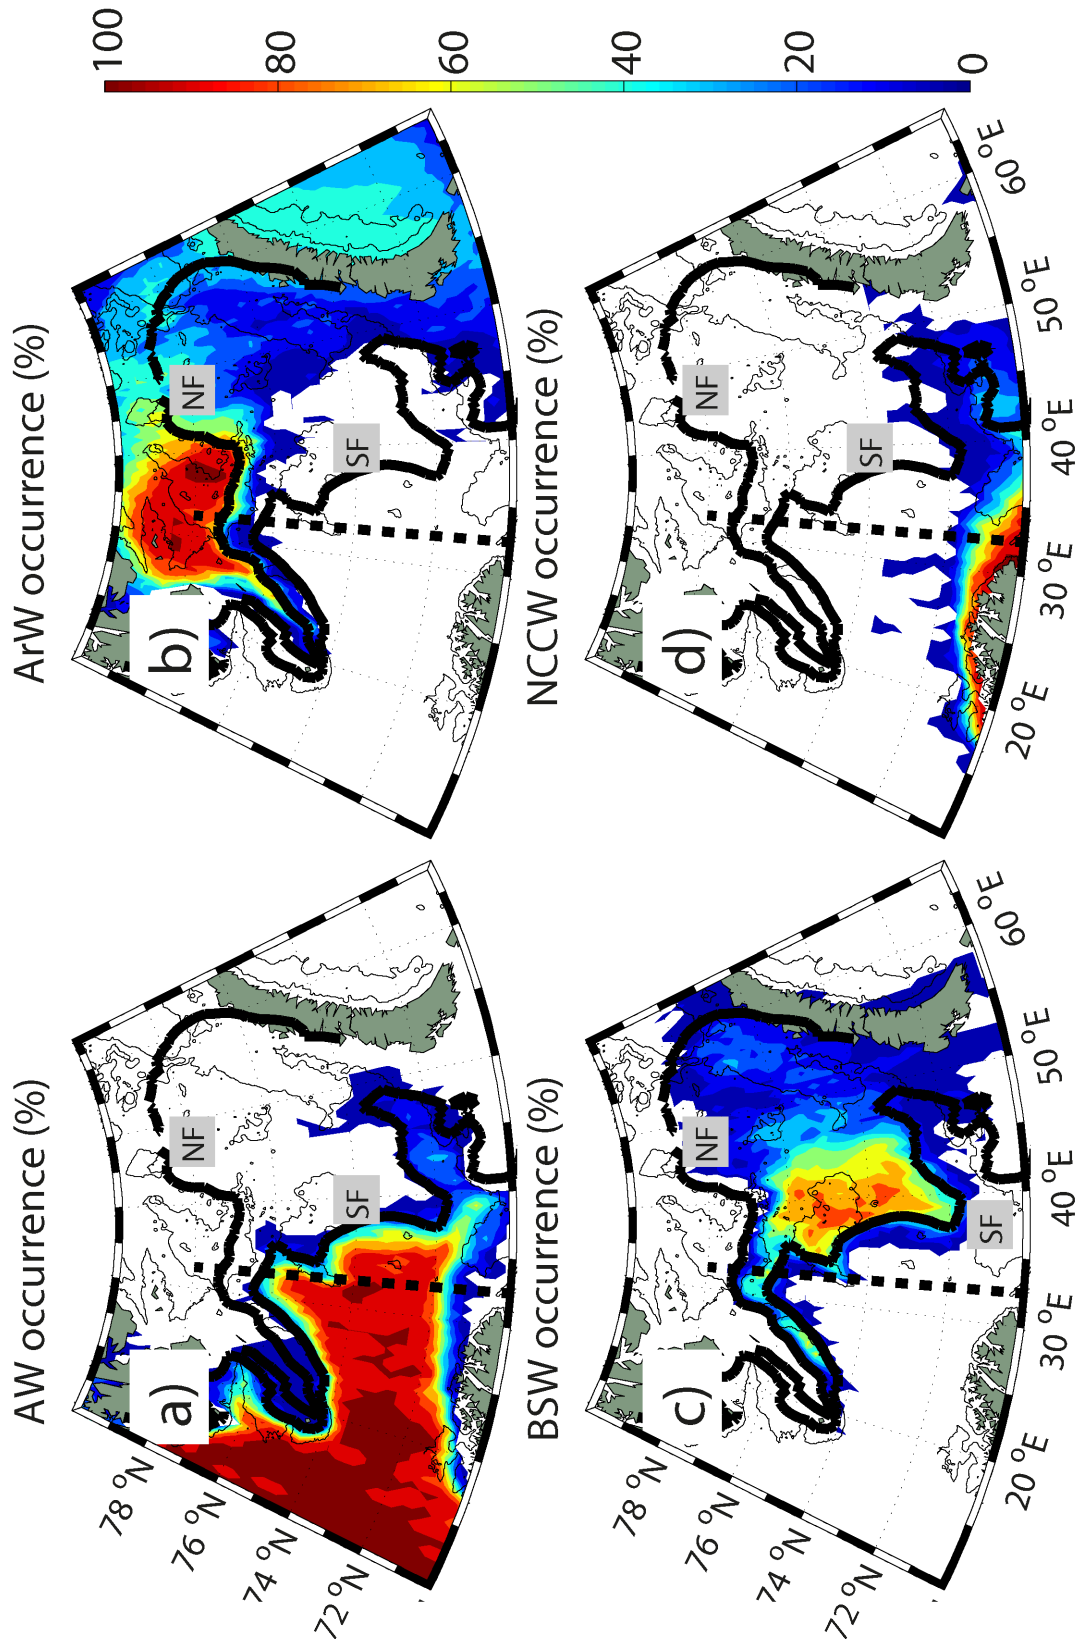 AW occurrence (%)
ArW occurrence (%)
a)
NF
SF
b)
NF
SF
78 °N
76 °N
74 °N
72 °N
BSW occurrence (%)
NCCW occurrence (%)
c)
NF
SF
d)
NF
SF
78 °N
76 °N
74 °N
72 °N
20 °E
30 °E
40 °E
50 °E
60 °E
20 °E
30 °E
40 °E
50 °E
60 °E
100
80
60
40
20
0